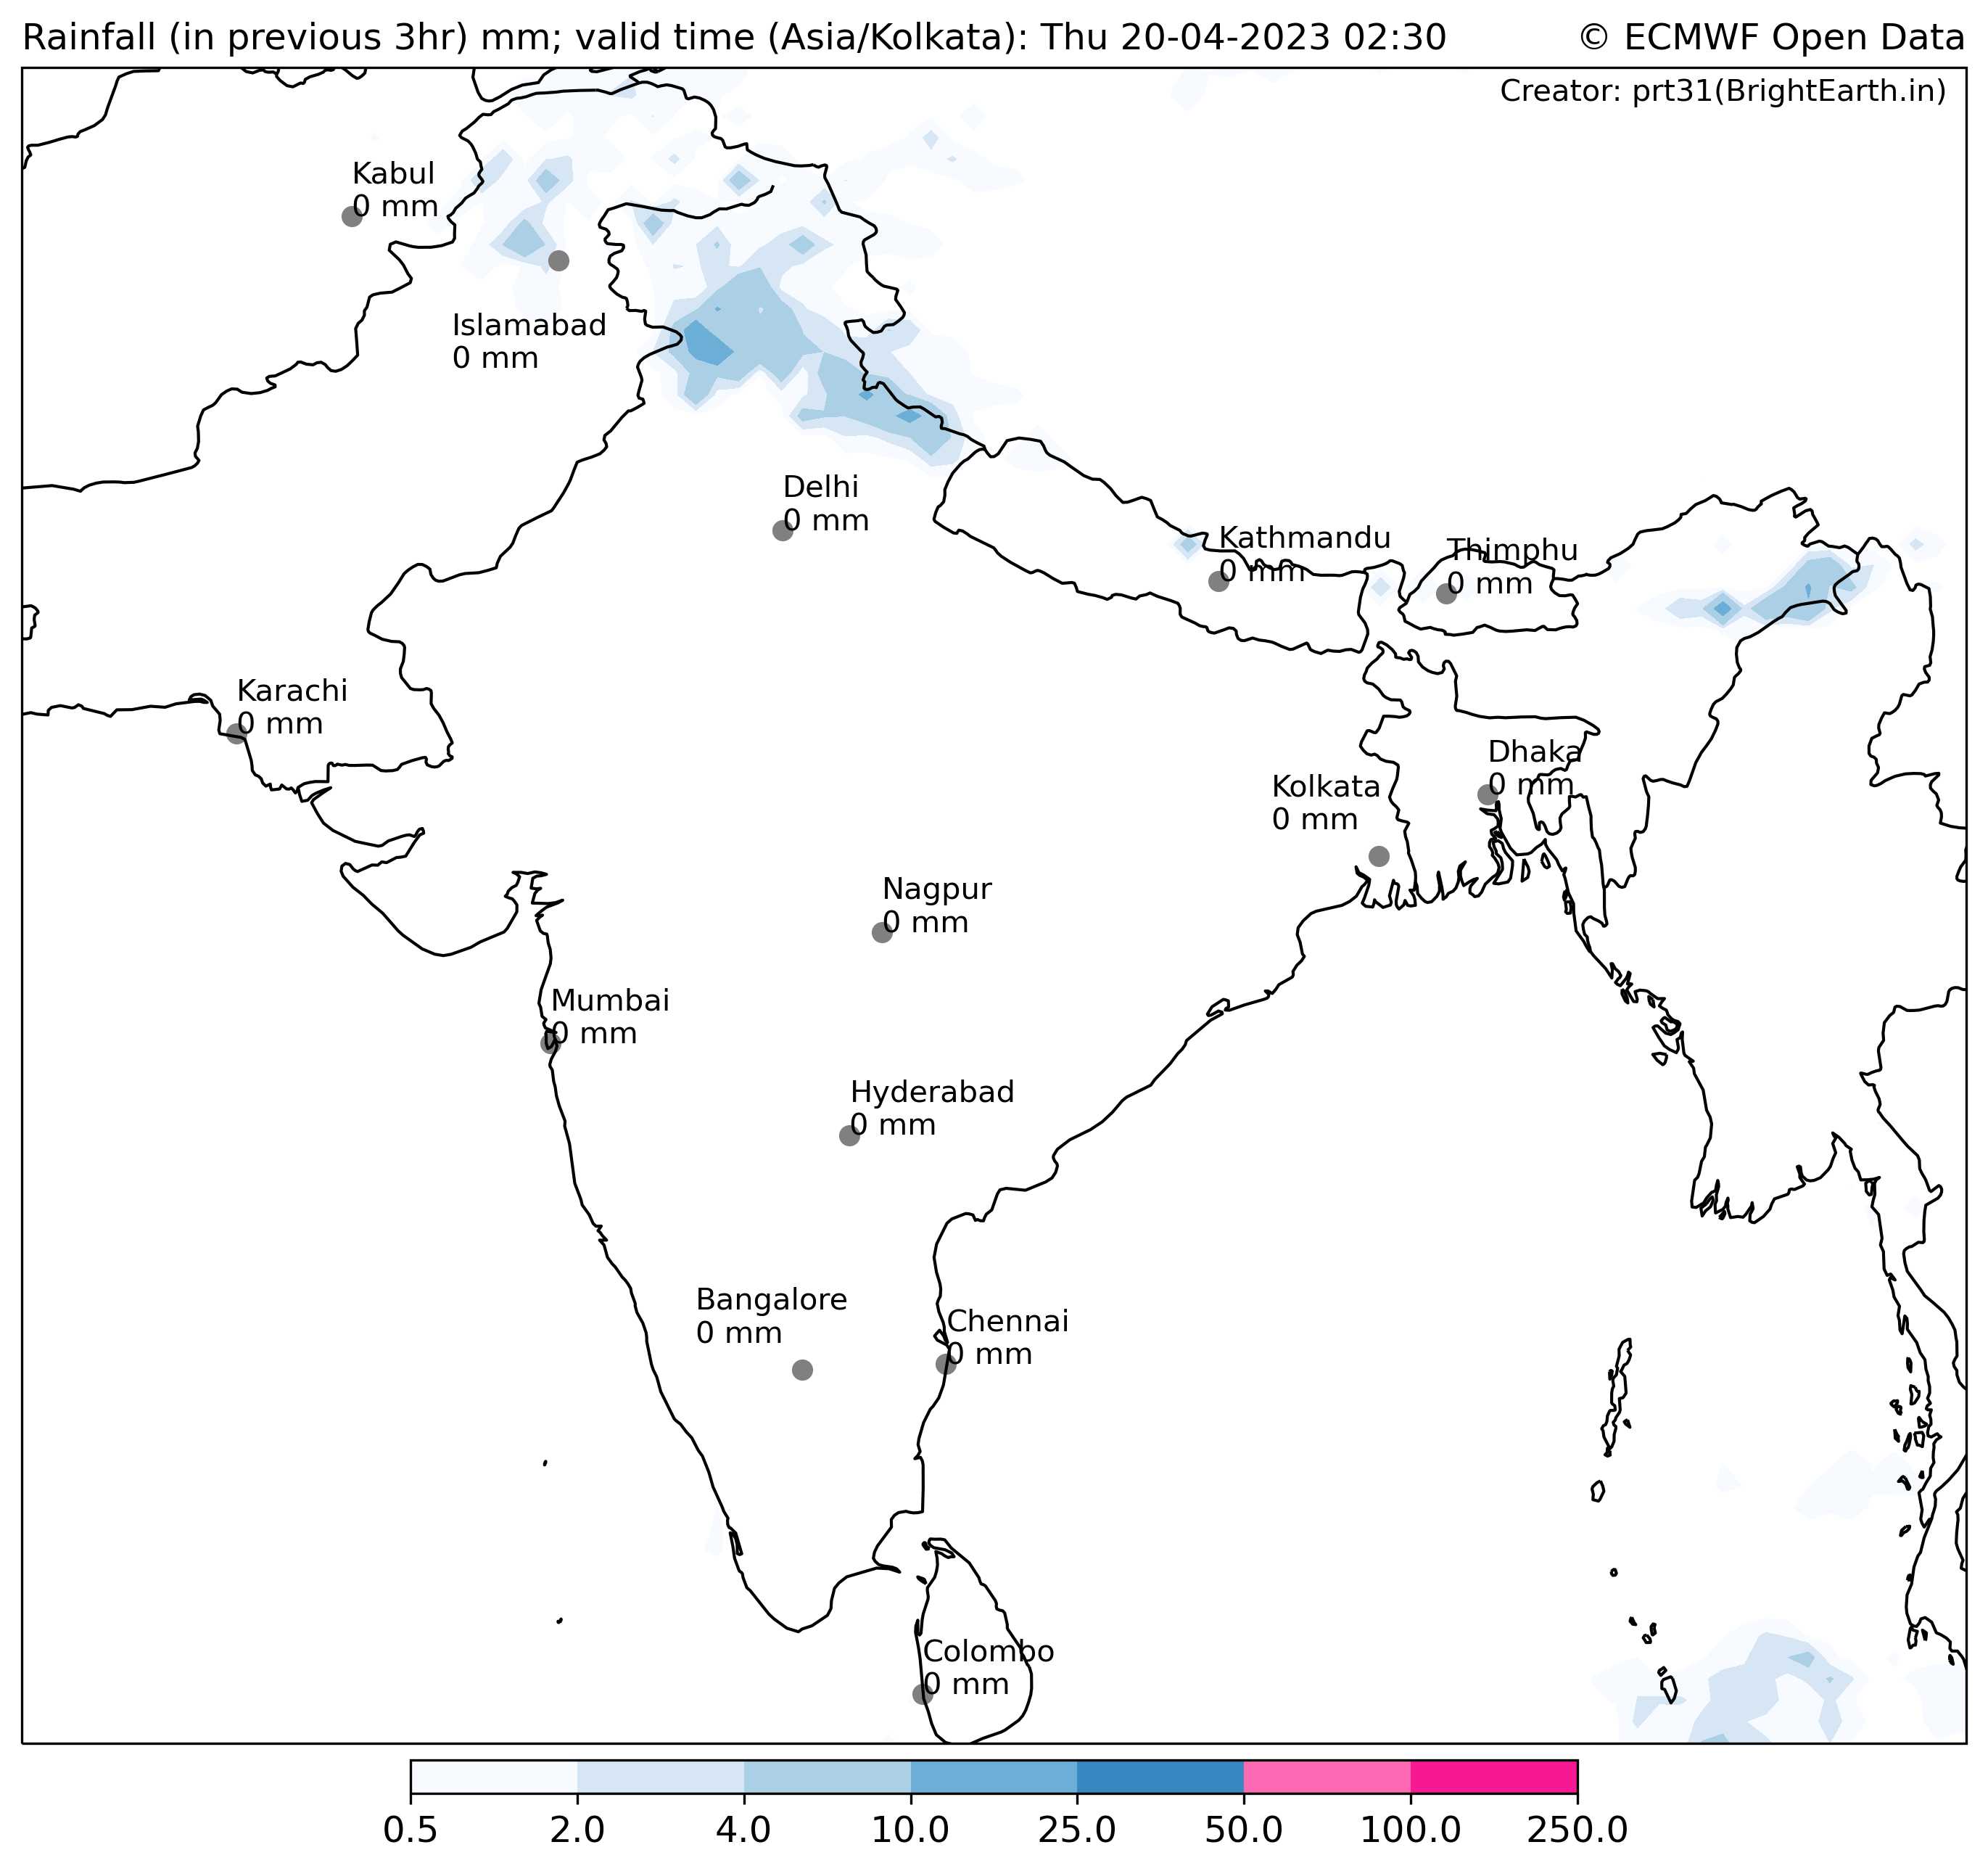 Rainfall (in previous 3hr) mm; valid time (Asia/Kolkata): Thu 20-04-2023 02:30
© ECMWF Open Data
Creator: prt31(BrightEarth.in)
Kabul
0 mm
Islamabad
0 mm
Delhi
0 mm
Kathmandu
0 mm
Thimphu
0 mm
Karachi
0 mm
Dhaka
0 mm
Kolkata
0 mm
Nagpur
0 mm
Mumbai
0 mm
Hyderabad
0 mm
Bangalore
0 mm
Chennai
0 mm
Colombo
0 mm
0.5 2.0 4.0 10.0 25.0 50.0 100.0 250.0